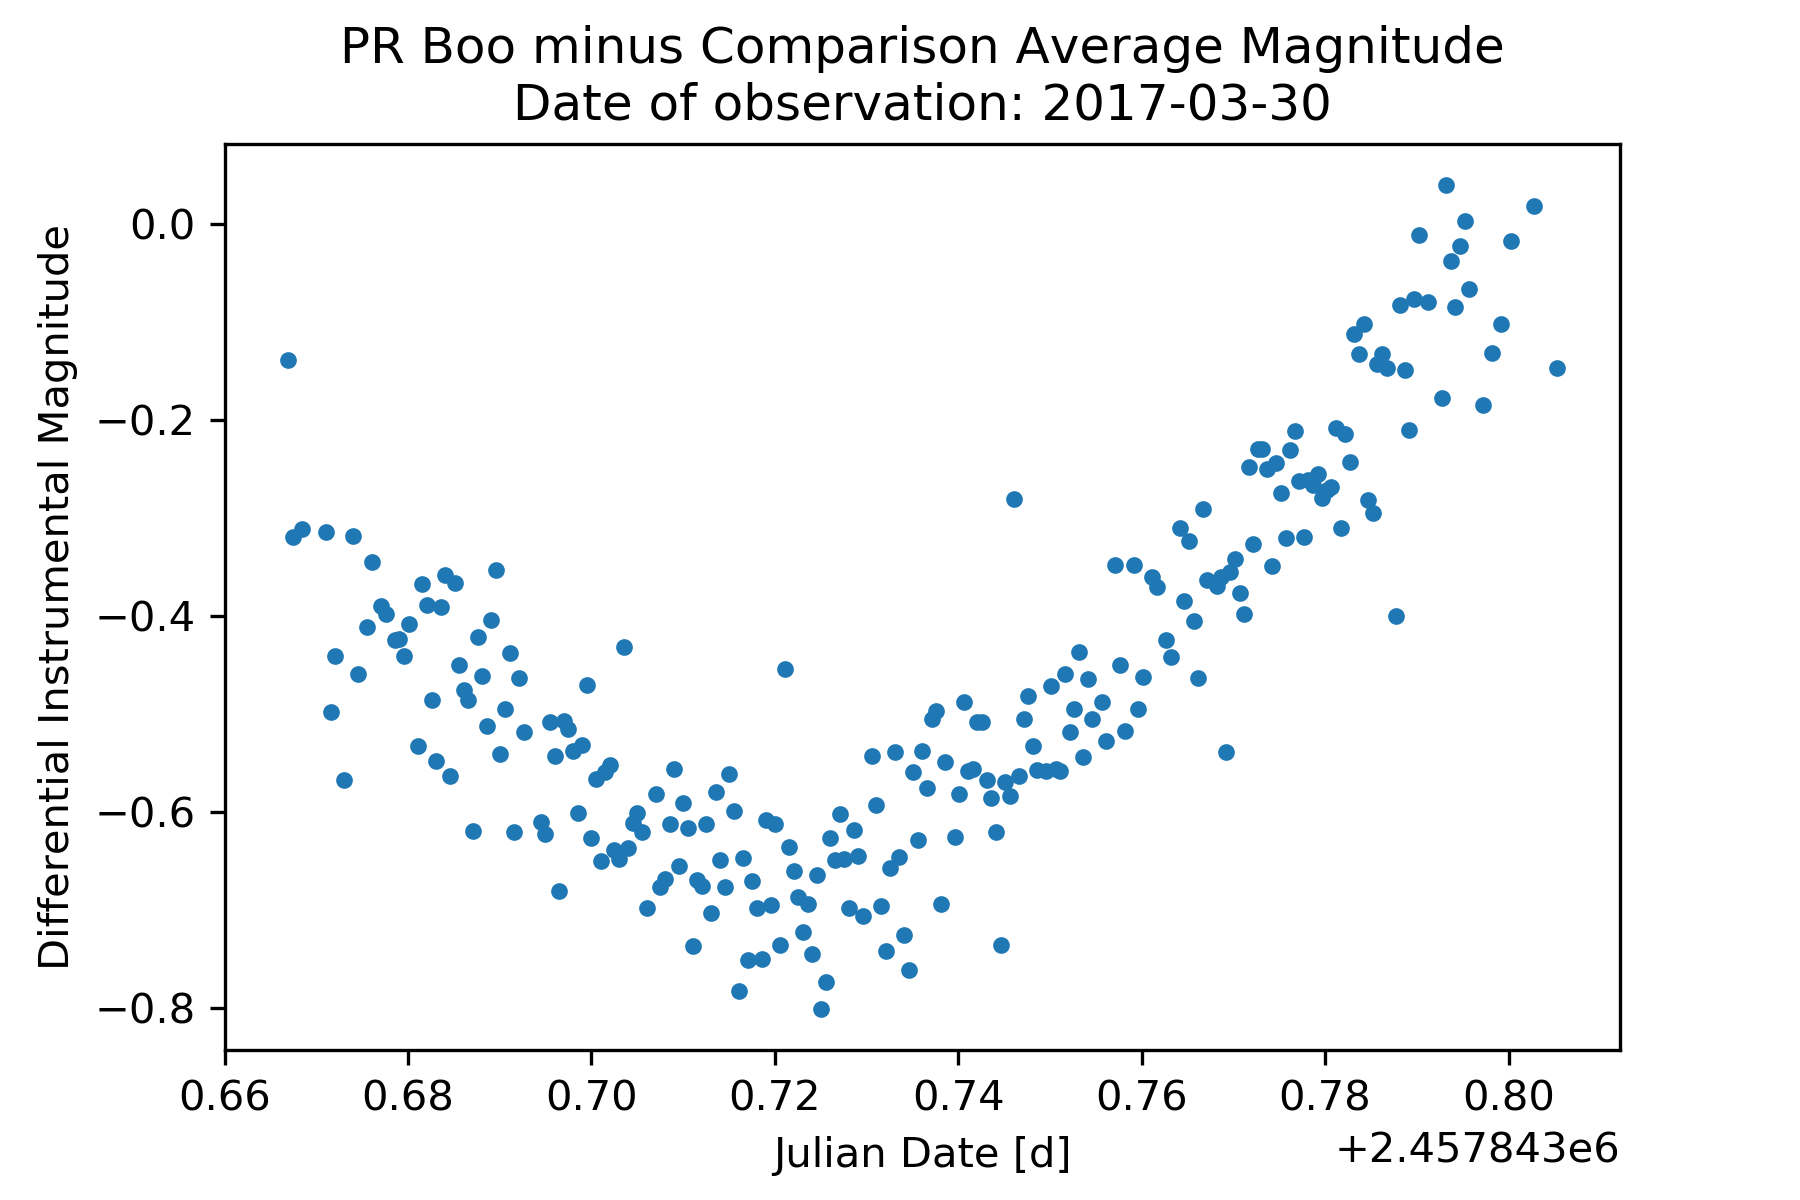 PR Boo minus Comparison Average Magnitude
Date of observation: 2017-03-30
Differential Instrumental Magnitude
0.0
−0.2
−0.4
−0.6
−0.8
0.66 0.68 0.70 0.72 0.74 0.76 0.78 0.80
Julian Date [d]
+2.457843e6